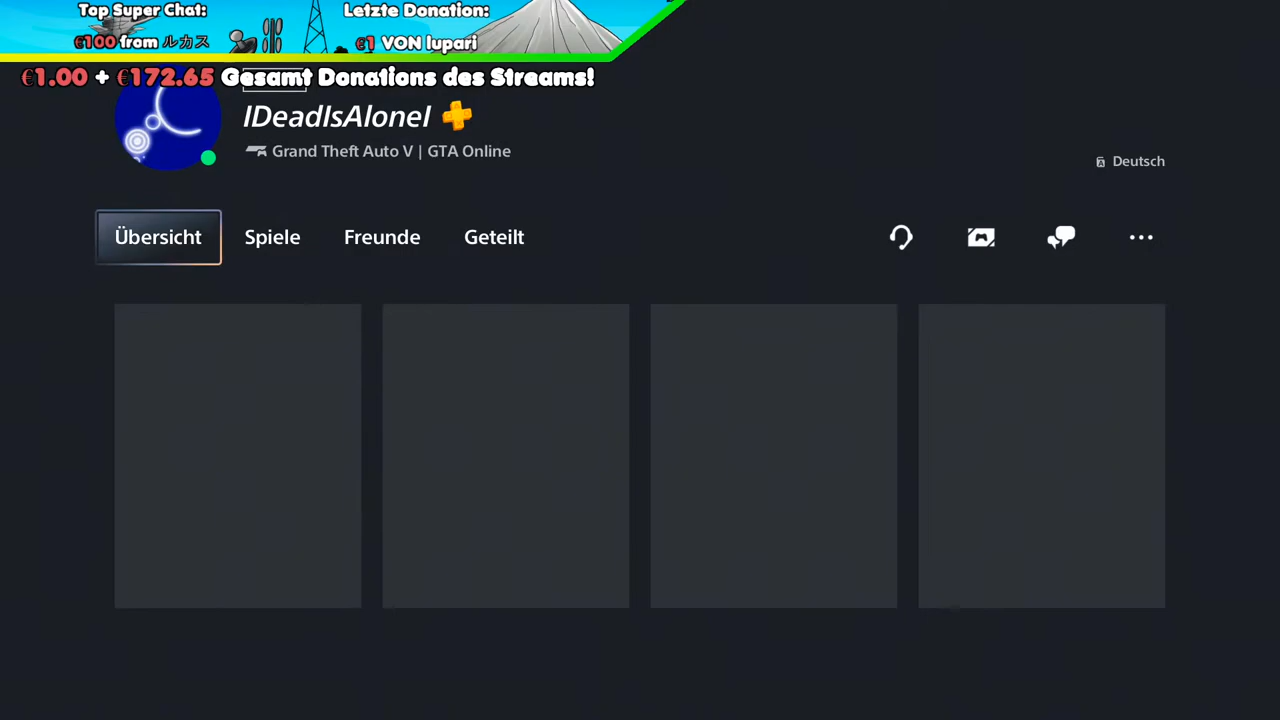 Top Super Chat:
€100 from ルカス
Letzte Donation:
€1 VON lupari
€1.00 + €172.65 Gesamt Donations des Streams!
IDeadIsAloneI
Grand Theft Auto V | GTA Online
Deutsch
Übersicht
Spiele
Freunde
Geteilt